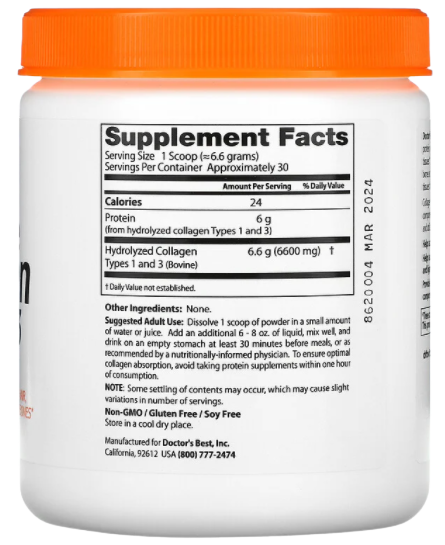 Supplement Facts
Serving Size 1 Scoop (≈6.6 grams)
Servings Per Container Approximately 30
Amount Per Serving % Daily Value
Calories 24
Protein 6 g
(from hydrolyzed collagen Types 1 and 3)
Hydrolyzed Collagen 6.6 g (6600 mg) †
Types 1 and 3 (Bovine)
† Daily Value not established.
Other Ingredients: None.
Suggested Adult Use: Dissolve 1 scoop of powder in a small amount
of water or juice. Add an additional 6 - 8 oz. of liquid, mix well, and
drink on an empty stomach at least 30 minutes before meals, or as
recommended by a nutritionally-informed physician. To ensure optimal
collagen absorption, avoid taking protein supplements within one hour
of consumption.
NOTE: Some settling of contents may occur, which may cause slight
variations in number of servings.
Non-GMO / Gluten Free / Soy Free
Store in a cool dry place.
Manufactured for Doctor's Best, Inc.
California, 92612 USA (800) 777-2474
8620004 MAR 2024